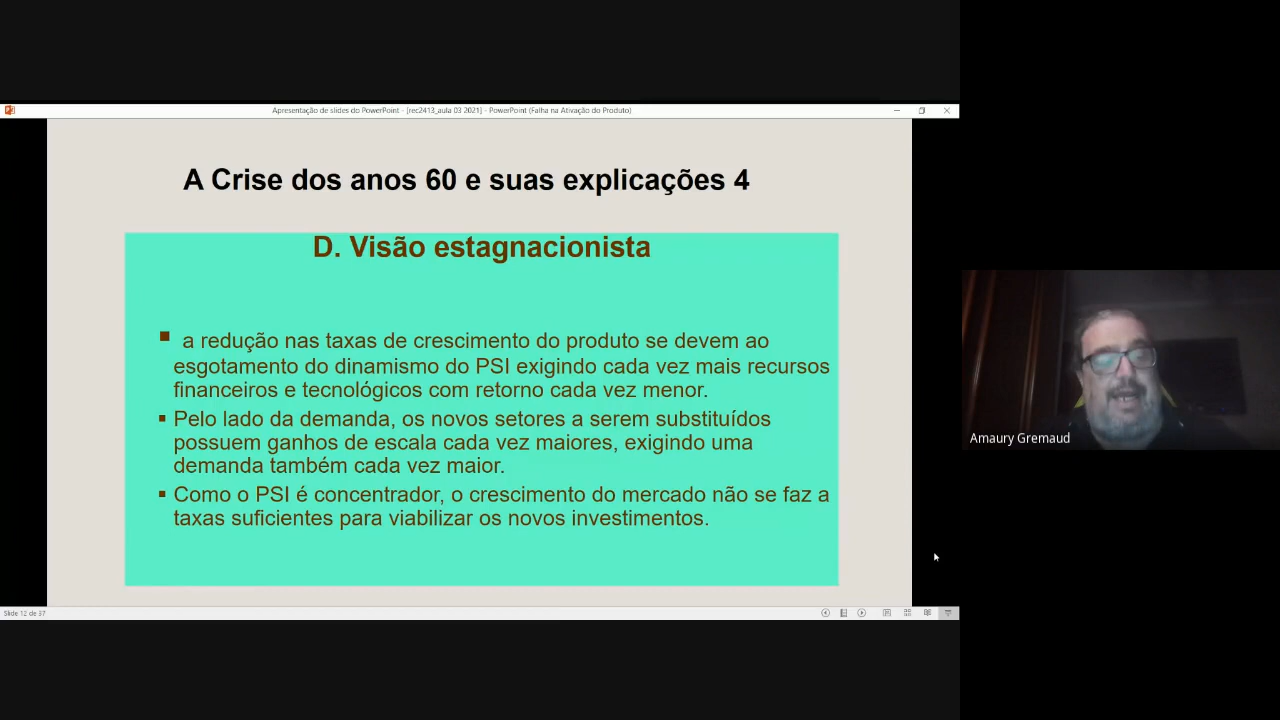 Apresentação de slides do PowerPoint - [rec2413_aula 03 2021] - PowerPoint (Falha na Ativação do Produto)
A Crise dos anos 60 e suas explicações 4
D. Visão estagnacionista
▪ a redução nas taxas de crescimento do produto se devem ao
esgotamento do dinamismo do PSI exigindo cada vez mais recursos
financeiros e tecnológicos com retorno cada vez menor.
▪ Pelo lado da demanda, os novos setores a serem substituídos
possuem ganhos de escala cada vez maiores, exigindo uma
demanda também cada vez maior.
▪ Como o PSI é concentrador, o crescimento do mercado não se faz a
taxas suficientes para viabilizar os novos investimentos.
Slide 12 de 37
Amaury Gremaud